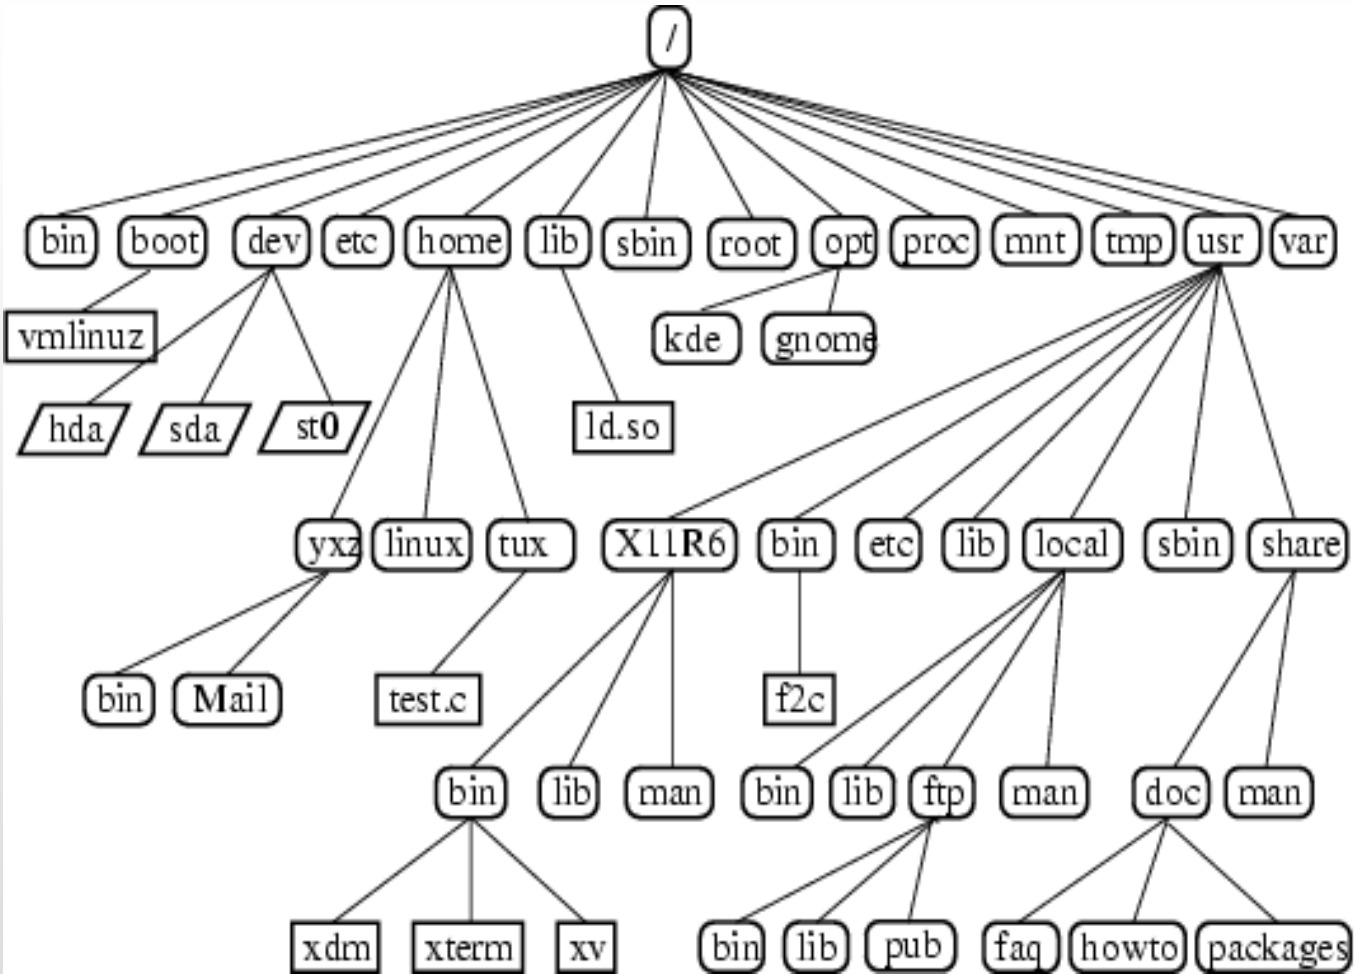 /
bin boot dev etc home lib sbin root opt proc mnt tmp usr var
vmlinuz kde gnome
hda sda st0 ld.so
yxz linux tux X11R6 bin etc lib local sbin share
bin Mail test.c f2c
bin lib man bin lib ftp man doc man
xdm xterm xv bin lib pub faq howto packages